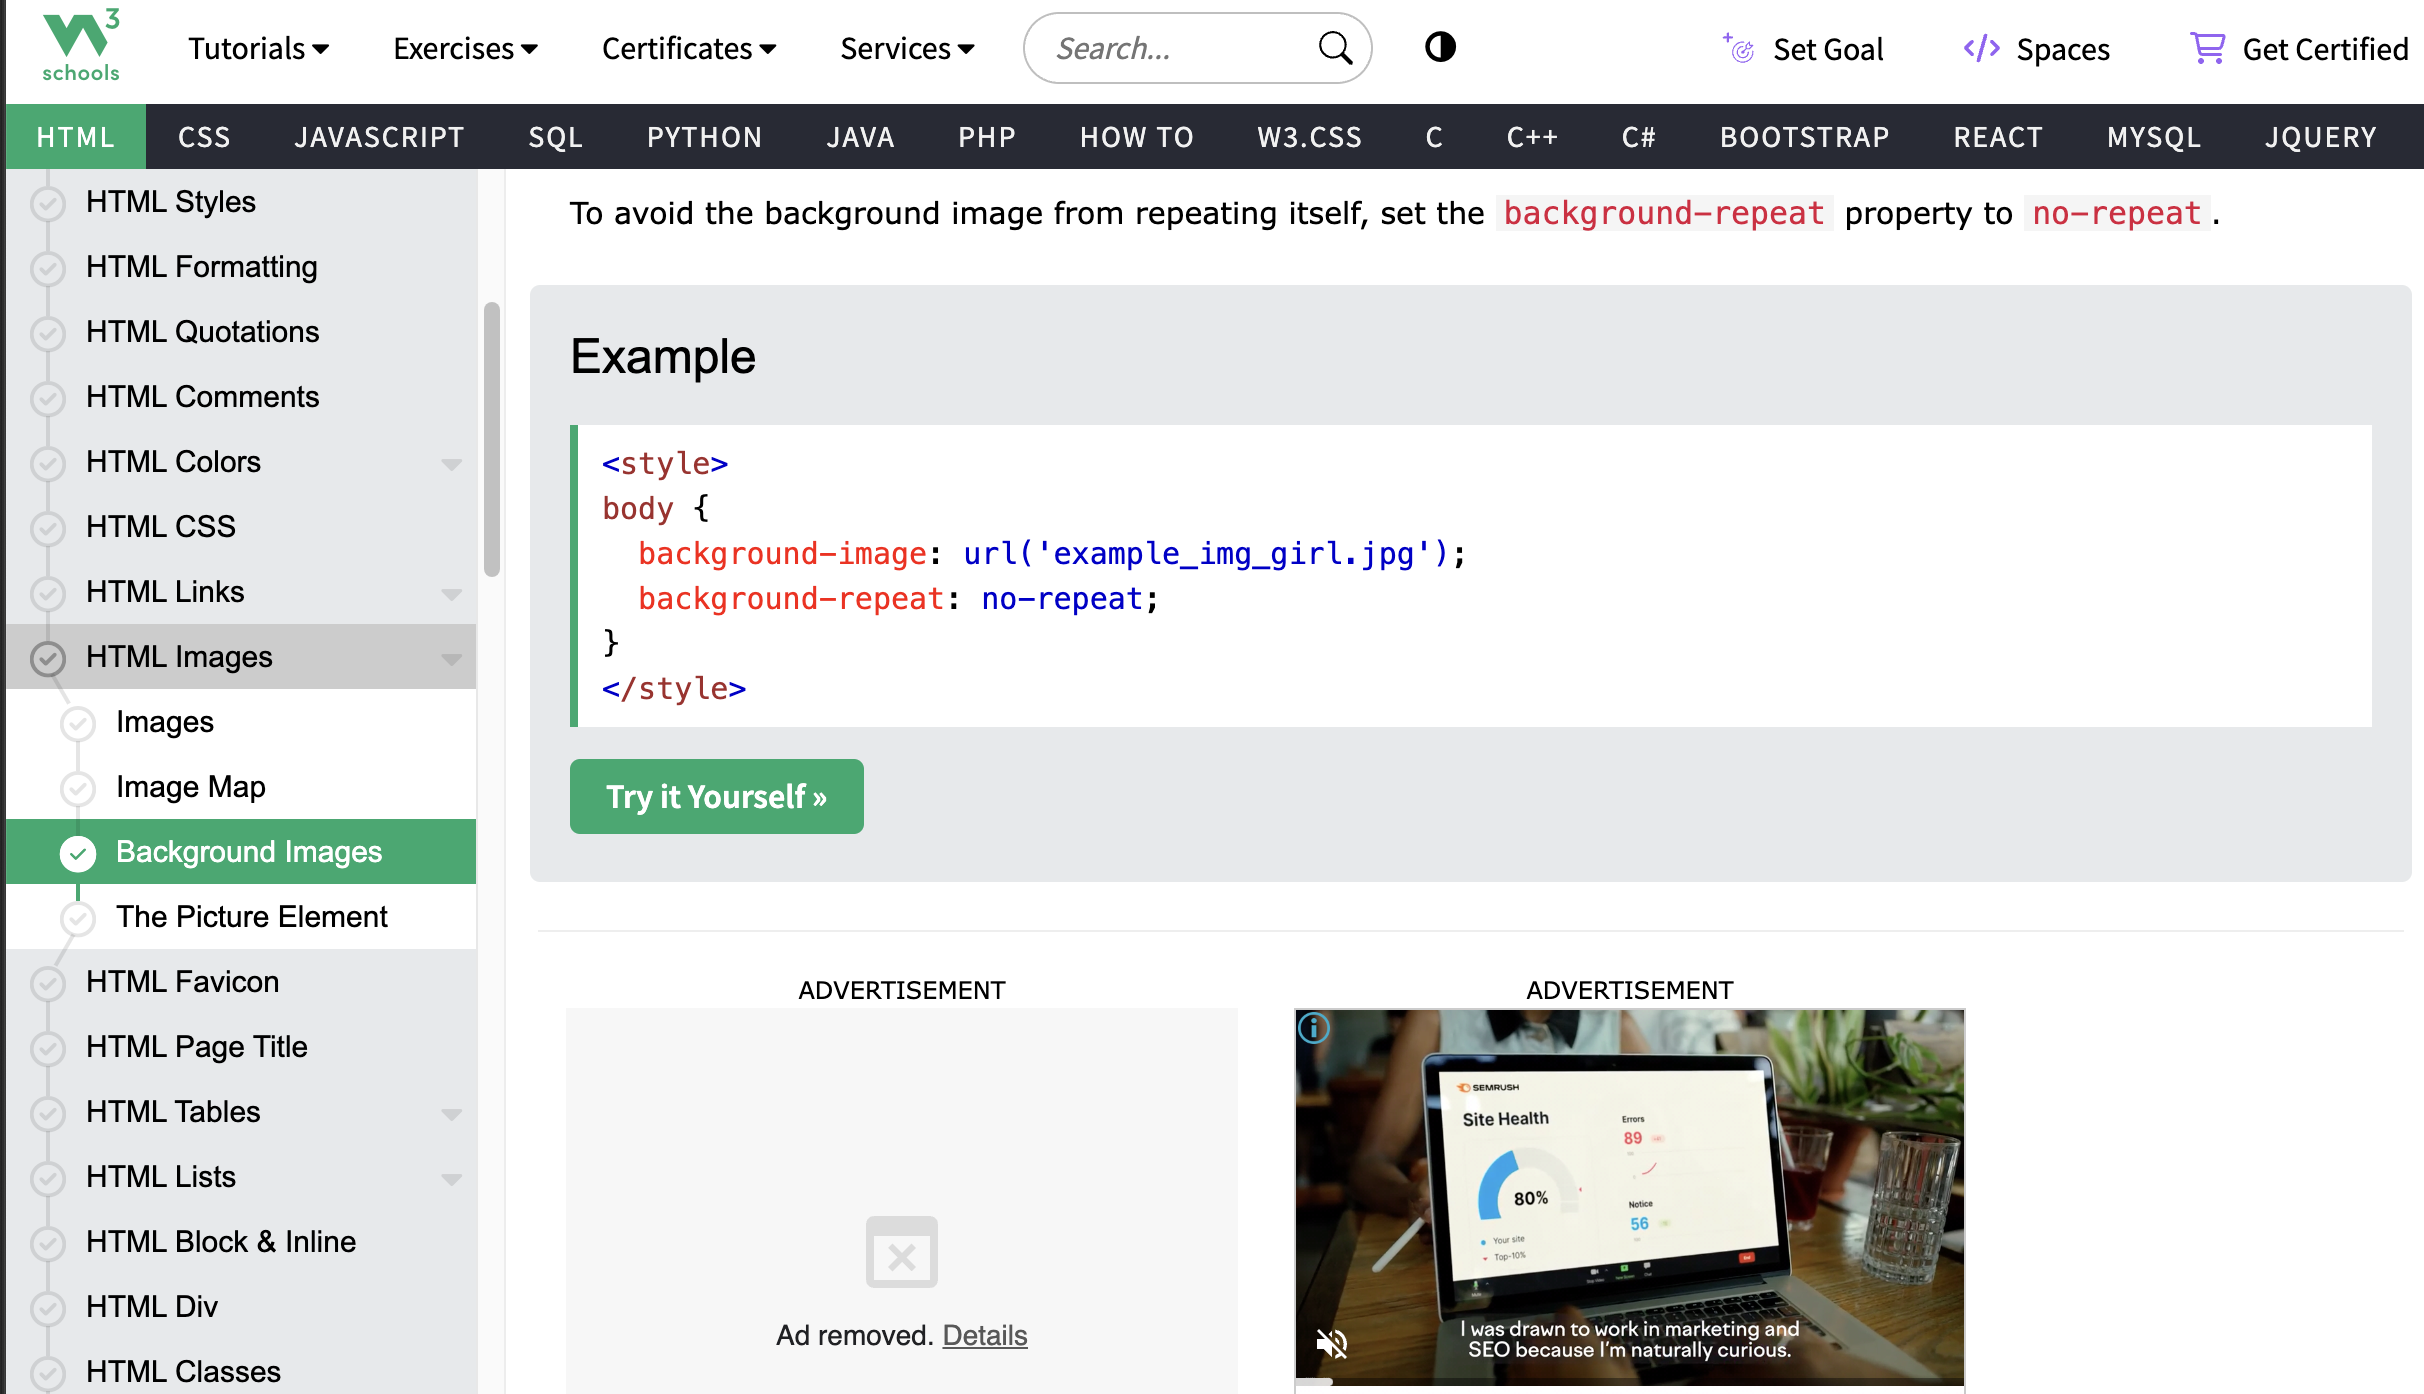 W3
schools
Tutorials
Exercises
Certificates
Services
Search...
Set Goal
</> Spaces
Get Certified
HTML
CSS
JAVASCRIPT
SQL
PYTHON
JAVA
PHP
HOW TO
W3.CSS
C
C++
C#
BOOTSTRAP
REACT
MYSQL
JQUERY
HTML Styles
HTML Formatting
HTML Quotations
HTML Comments
HTML Colors
HTML CSS
HTML Links
HTML Images
Images
Image Map
Background Images
The Picture Element
HTML Favicon
HTML Page Title
HTML Tables
HTML Lists
HTML Block & Inline
HTML Div
HTML Classes
To avoid the background image from repeating itself, set the background-repeat property to no-repeat.
Example
<style>
body {
  background-image: url('example_img_girl.jpg');
  background-repeat: no-repeat;
}
</style>
Try it Yourself »
ADVERTISEMENT
Ad removed. Details
ADVERTISEMENT
SEMRUSH
Site Health
80%
Your site
Top-10%
Errors
89
Notice
56
I was drawn to work in marketing and
SEO because I'm naturally curious.